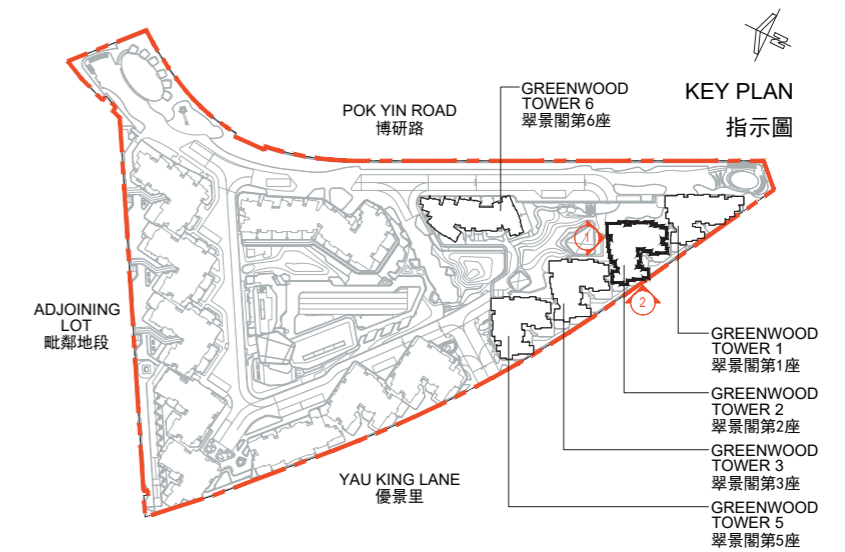 N
KEY PLAN
指示圖
GREENWOOD
TOWER 6
翠景閣第6座
POK YIN ROAD
博研路
1
2
ADJOINING
LOT
毗鄰地段
YAU KING LANE
優景里
GREENWOOD
TOWER 1
翠景閣第1座
GREENWOOD
TOWER 2
翠景閣第2座
GREENWOOD
TOWER 3
翠景閣第3座
GREENWOOD
TOWER 5
翠景閣第5座